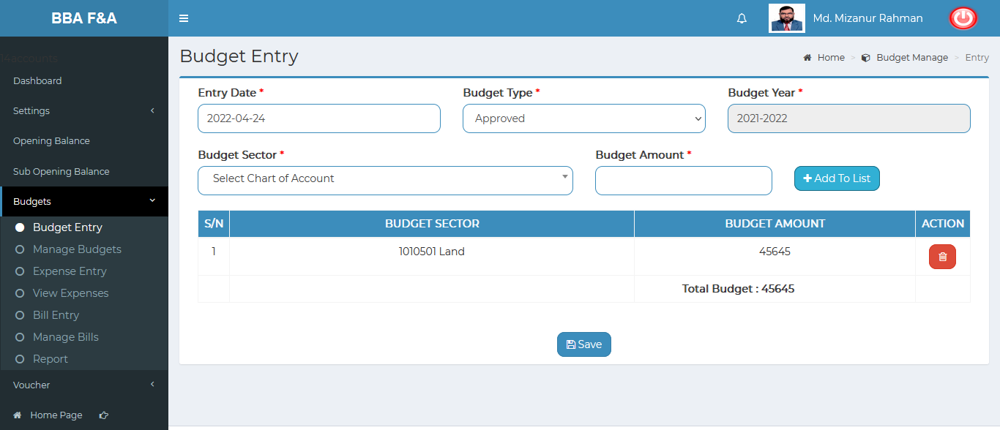 BBA F&A
Md. Mizanur Rahman
14accounts
Dashboard
Settings
Opening Balance
Sub Opening Balance
Budgets
Budget Entry
Manage Budgets
Expense Entry
View Expenses
Bill Entry
Manage Bills
Report
Voucher
Home Page
Budget Entry
Home > Budget Manage > Entry
Entry Date * Budget Type * Budget Year *
2022-04-24 Approved 2021-2022
Budget Sector * Budget Amount *
Select Chart of Account Add To List
S/N BUDGET SECTOR BUDGET AMOUNT ACTION
1 1010501 Land 45645
Total Budget : 45645
Save